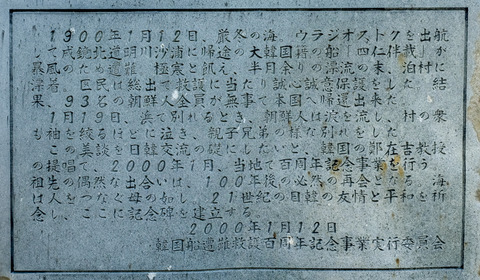 1900年1月12日、厳冬の海。ウラジオストクを出航
して咸鏡北道明川沙浦に帰途の大韓国籍の船「四仁伴載」が
暴風のため遭難、極寒と飢え、半月余りの漂流の末、泊村に
漂着。区民は総出で救護に当たり誠心誠意保護をした。結
果、93名の朝鮮人全員が無事で本国へ帰還出来た。
1月19日、浜で別れるとき、朝鮮人は涙を流し、村の衆
も袖を絞るほどに泣き、親子兄弟の様な別れをした。
この美談を日韓交流の礎にしたいと、韓国の鄭在吉教授
の提唱で、2000年1月、当地で百周年記念事業を行う。
祖先の偶然な出合いは、100年後の必然の再会となる。海
は人をつなぐ母の如し、21世紀の日韓の友情と平和を祈
念し、ここに記念碑を建立する。
2000年1月12日
韓国船遭難救護百周年記念事業実行委員会